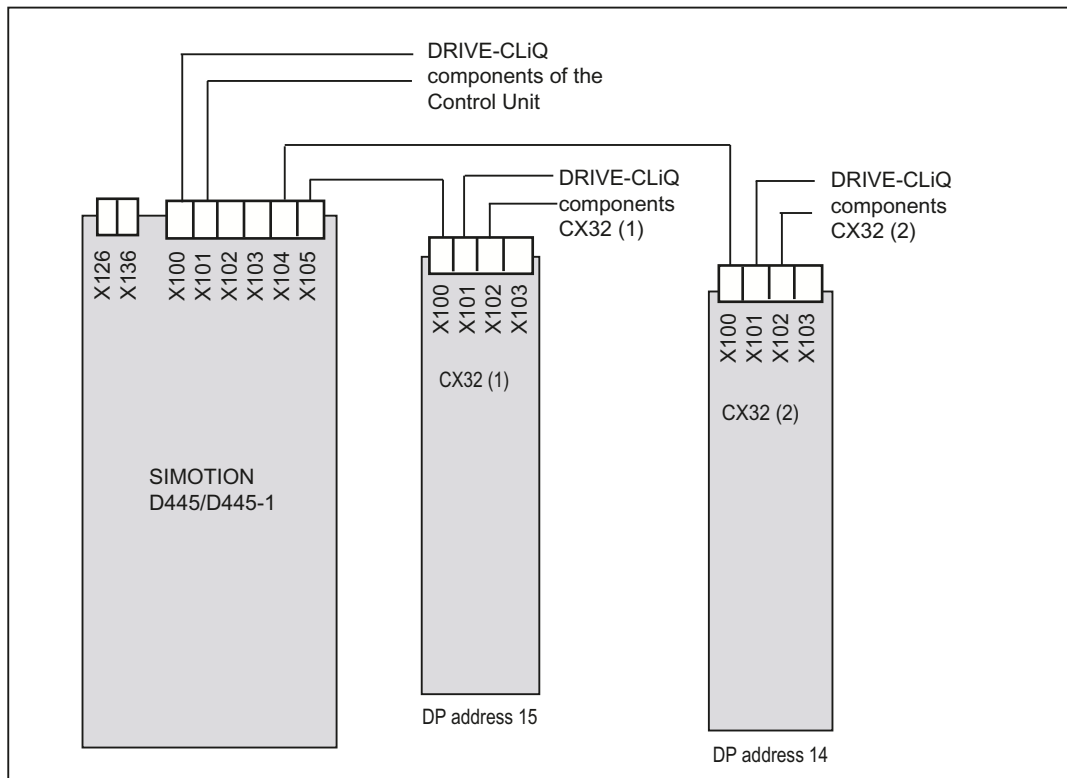 DRIVE-CLiQ
components of the
Control Unit
DRIVE-CLiQ
components
CX32 (1)
DRIVE-CLiQ
components
CX32 (2)
X126
X136
X100
X101
X102
X103
X104
X105
X100
X101
X102
X103
X100
X101
X102
X103
CX32 (1)
CX32 (2)
SIMOTION
D445/D445-1
DP address 15
DP address 14